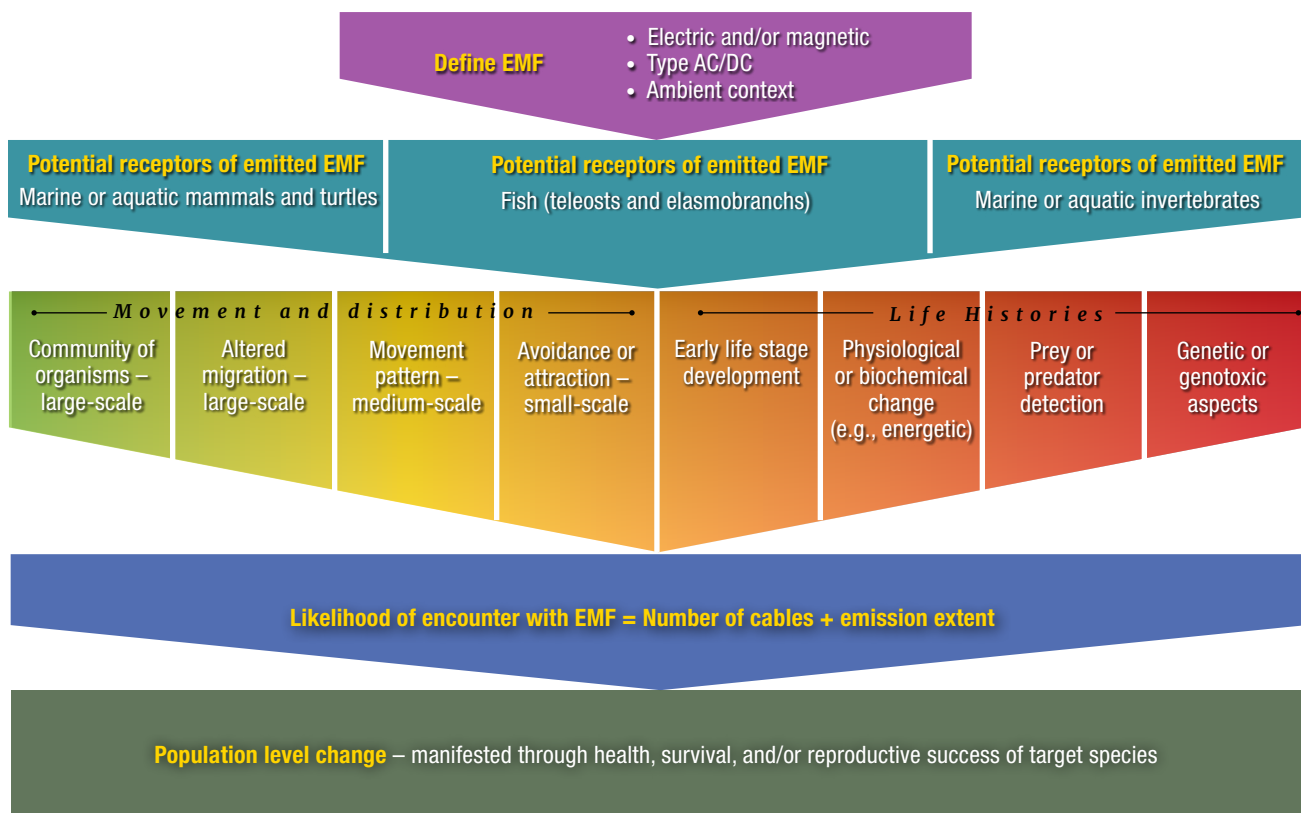 Define EMF
• Electric and/or magnetic
• Type AC/DC
• Ambient context
Potential receptors of emitted EMF
Marine or aquatic mammals and turtles
Potential receptors of emitted EMF
Fish (teleosts and elasmobranchs)
Potential receptors of emitted EMF
Marine or aquatic invertebrates
Movement and distribution
Life Histories
Community of
organisms –
large-scale
Altered
migration –
large-scale
Movement
pattern –
medium-scale
Avoidance or
attraction –
small-scale
Early life stage
development
Physiological
or biochemical
change
(e.g., energetic)
Prey or
predator
detection
Genetic or
genotoxic
aspects
Likelihood of encounter with EMF = Number of cables + emission extent
Population level change – manifested through health, survival, and/or reproductive success of target species